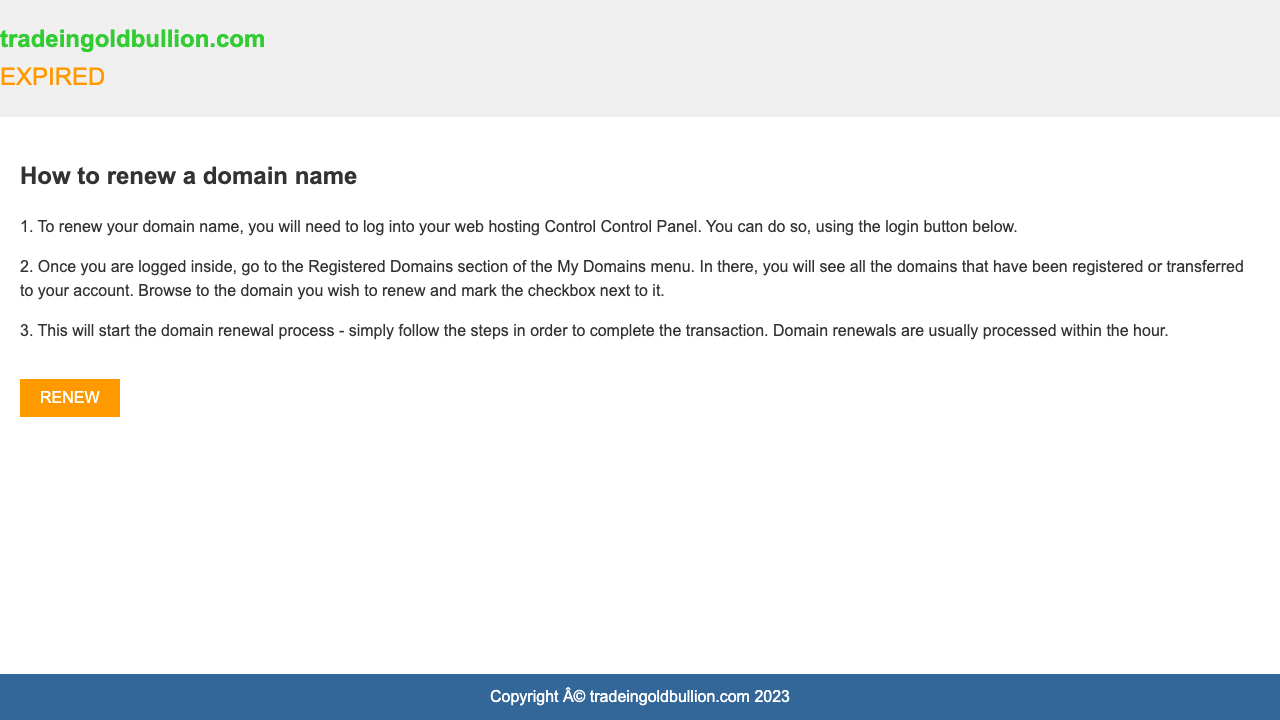 tradeingoldbullion.com
EXPIRED
How to renew a domain name
1. To renew your domain name, you will need to log into your web hosting Control Control Panel. You can do so, using the login button below.
2. Once you are logged inside, go to the Registered Domains section of the My Domains menu. In there, you will see all the domains that have been registered or transferred
to your account. Browse to the domain you wish to renew and mark the checkbox next to it.
3. This will start the domain renewal process - simply follow the steps in order to complete the transaction. Domain renewals are usually processed within the hour.
RENEW
Copyright Â© tradeingoldbullion.com 2023